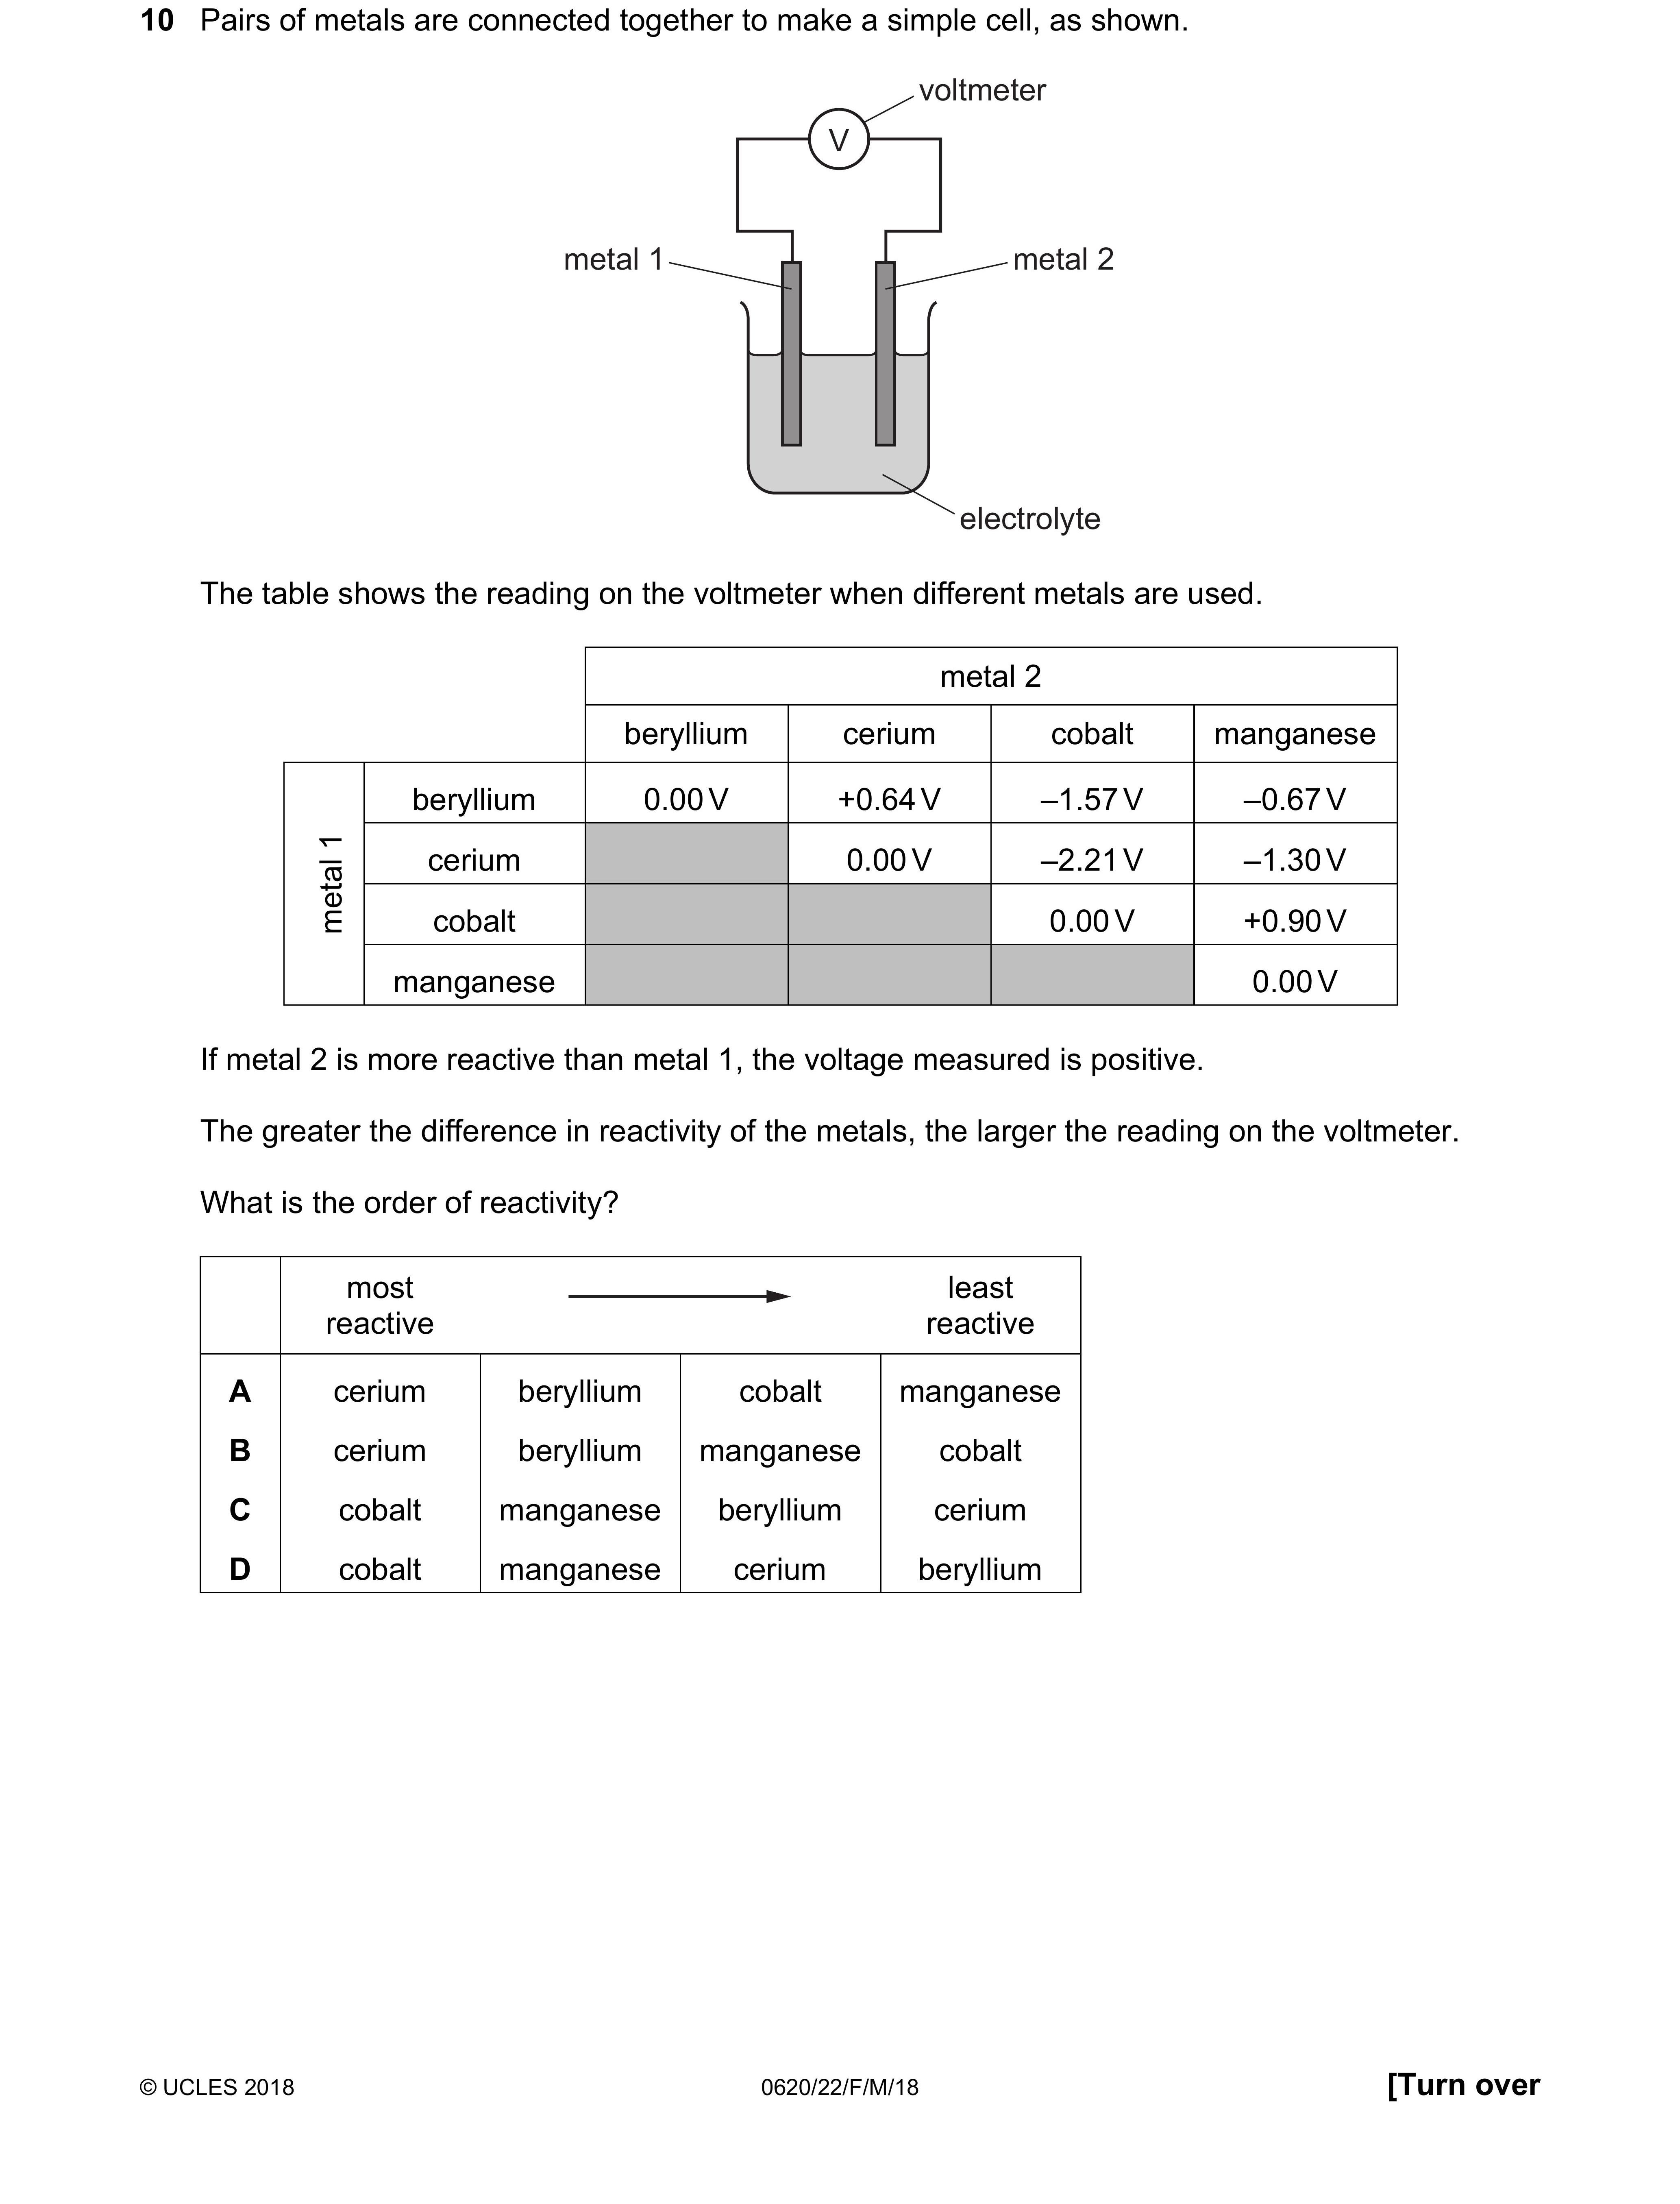 10 Pairs of metals are connected together to make a simple cell, as shown.
voltmeter
V
metal 1
metal 2
electrolyte
The table shows the reading on the voltmeter when different metals are used.
metal 2
beryllium cerium cobalt manganese
metal 1
beryllium 0.00 V +0.64 V –1.57 V –0.67 V
cerium 0.00 V –2.21 V –1.30 V
cobalt 0.00 V +0.90 V
manganese 0.00 V
If metal 2 is more reactive than metal 1, the voltage measured is positive.
The greater the difference in reactivity of the metals, the larger the reading on the voltmeter.
What is the order of reactivity?
most reactive least reactive
A cerium beryllium cobalt manganese
B cerium beryllium manganese cobalt
C cobalt manganese beryllium cerium
D cobalt manganese cerium beryllium
© UCLES 2018 0620/22/F/M/18 [Turn over